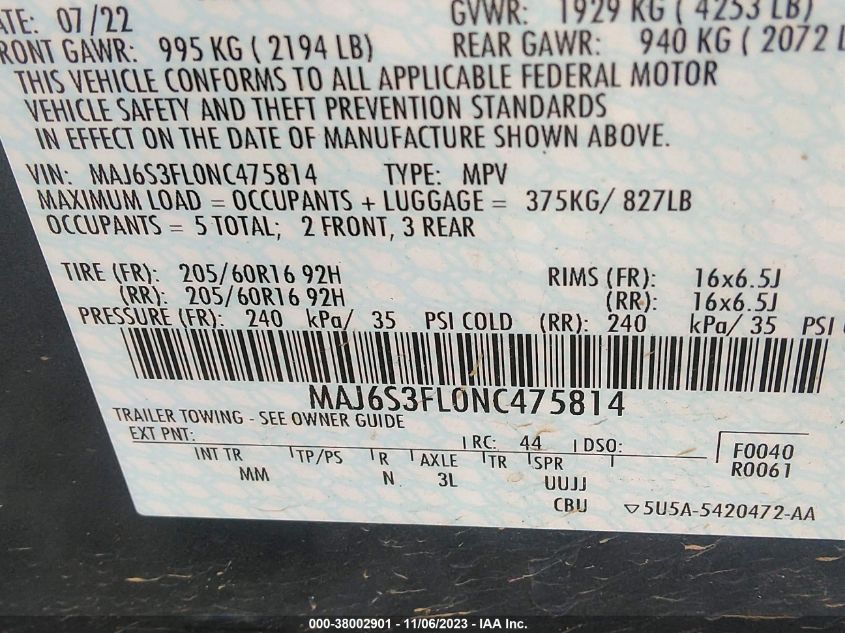 ATE: 07/22 GVWR: 1929 KG ( 4253 LB)
FRONT GAWR: 995 KG ( 2194 LB) REAR GAWR: 940 KG ( 2072 L
THIS VEHICLE CONFORMS TO ALL APPLICABLE FEDERAL MOTOR
VEHICLE SAFETY AND THEFT PREVENTION STANDARDS
IN EFFECT ON THE DATE OF MANUFACTURE SHOWN ABOVE.
VIN: MAJ6S3FL0NC475814 TYPE: MPV
MAXIMUM LOAD = OCCUPANTS + LUGGAGE = 375KG/ 827LB
OCCUPANTS = 5 TOTAL; 2 FRONT, 3 REAR
TIRE (FR): 205/60R16 92H RIMS (FR): 16x6.5J
(RR): 205/60R16 92H (RR): 16x6.5J
PRESSURE (FR): 240 kPa/ 35 PSI COLD (RR): 240 kPa/ 35 PSI
MAJ6S3FL0NC475814
TRAILER TOWING - SEE OWNER GUIDE
EXT PNT: RC: 44 DSO: F0040
INT TR TP/PS R AXLE TR SPR R0061
MM N 3L UUJJ
CBU ▽5U5A-5420472-AA
000-38002901 - 11/06/2023 - IAA Inc.